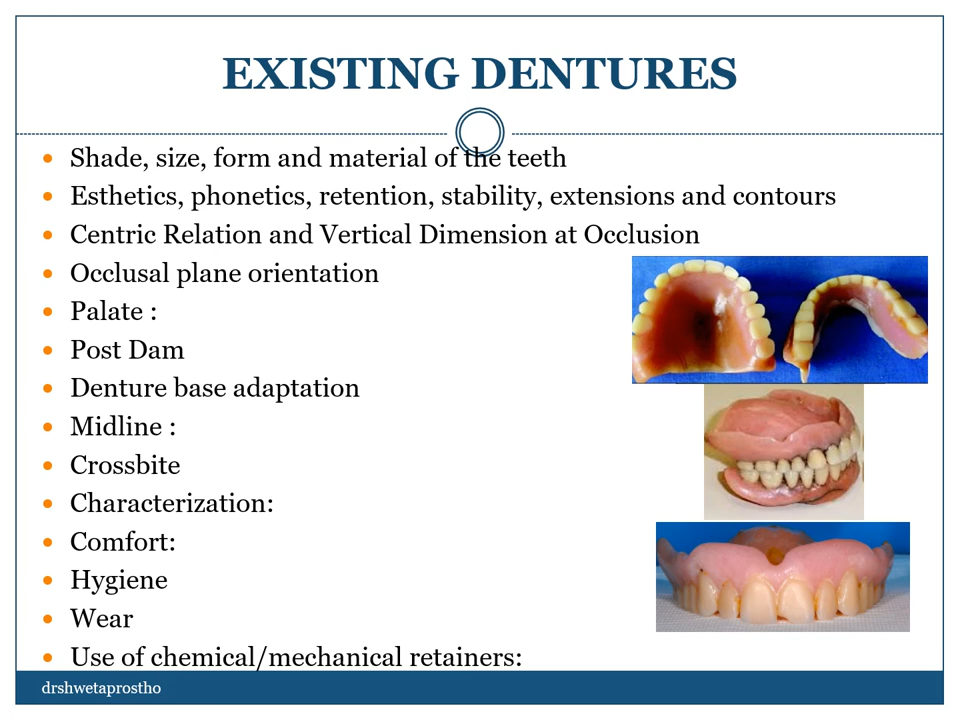 EXISTING DENTURES
• Shade, size, form and material of the teeth
• Esthetics, phonetics, retention, stability, extensions and contours
• Centric Relation and Vertical Dimension at Occlusion
• Occlusal plane orientation
• Palate :
• Post Dam
• Denture base adaptation
• Midline :
• Crossbite
• Characterization:
• Comfort:
• Hygiene
• Wear
• Use of chemical/mechanical retainers:
drshwetaprostho